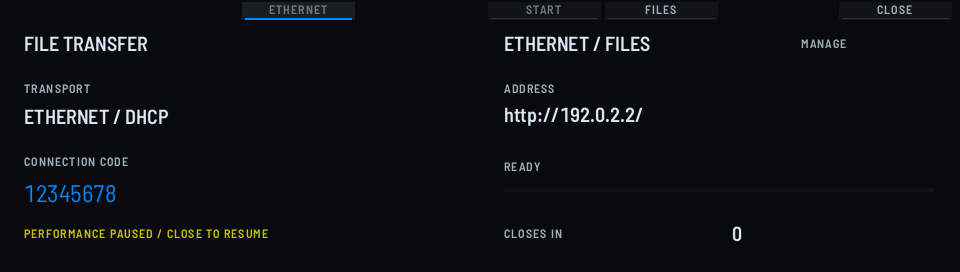 ETHERNET
START
FILES
CLOSE
FILE TRANSFER
TRANSPORT
ETHERNET / DHCP
CONNECTION CODE
12345678
PERFORMANCE PAUSED / CLOSE TO RESUME
ETHERNET / FILES
MANAGE
ADDRESS
http://192.0.2.2/
READY
CLOSES IN
0